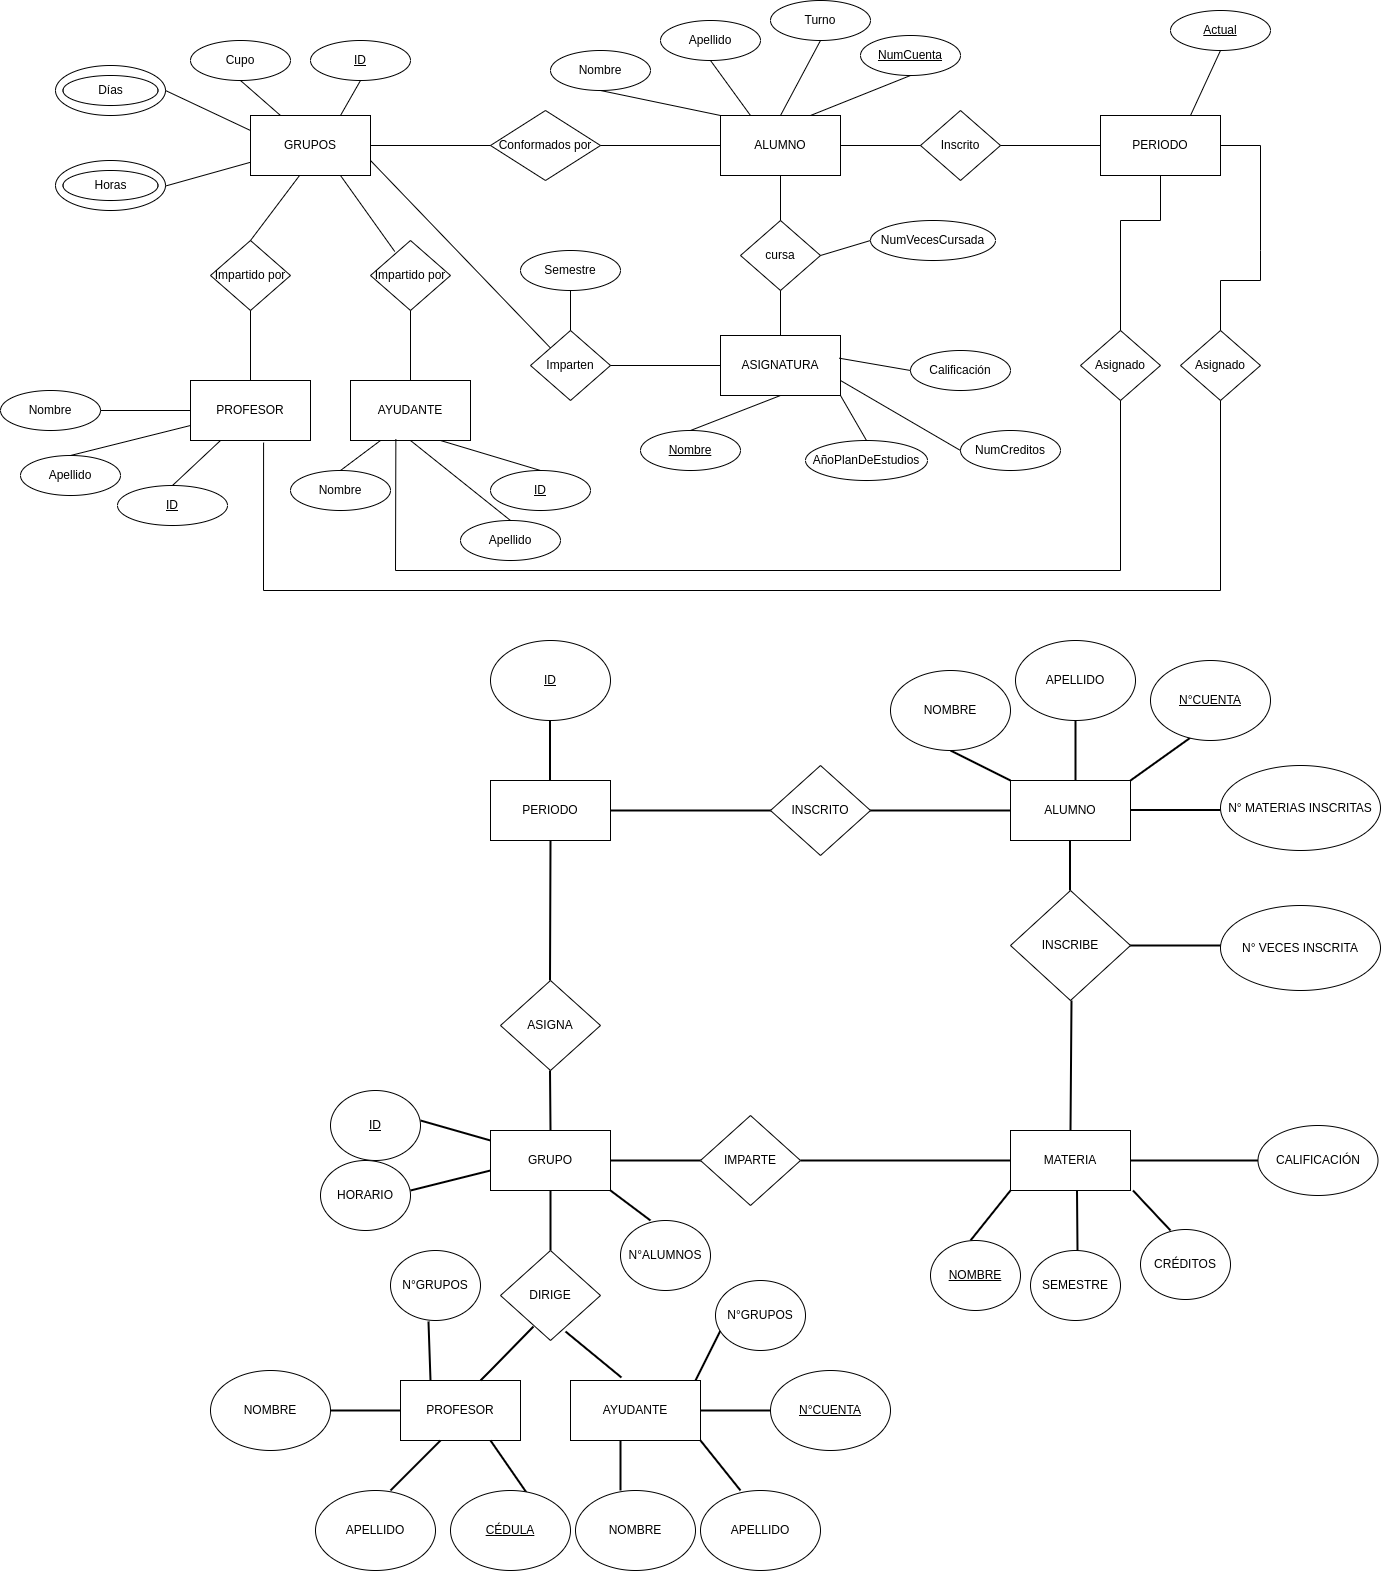 Turno
Actual
Apellido
NumCuenta
Cupo
ID
Nombre
Días
GRUPOS
Conformados por
ALUMNO
Inscrito
PERIODO
Horas
NumVecesCursada
cursa
Semestre
Impartido por
Impartido por
Imparten
ASIGNATURA
Calificación
Asignado
Asignado
Nombre
PROFESOR
AYUDANTE
Nombre
NumCreditos
AñoPlanDeEstudios
Apellido
Nombre
ID
ID
Apellido
ID
APELLIDO
N°CUENTA
NOMBRE
PERIODO
INSCRITO
ALUMNO
N° MATERIAS INSCRITAS
INSCRIBE
N° VECES INSCRITA
ASIGNA
ID
GRUPO
IMPARTE
MATERIA
CALIFICACIÓN
HORARIO
N°ALUMNOS
CRÉDITOS
NOMBRE
SEMESTRE
N°GRUPOS
DIRIGE
N°GRUPOS
NOMBRE
PROFESOR
AYUDANTE
N°CUENTA
APELLIDO
CÉDULA
NOMBRE
APELLIDO